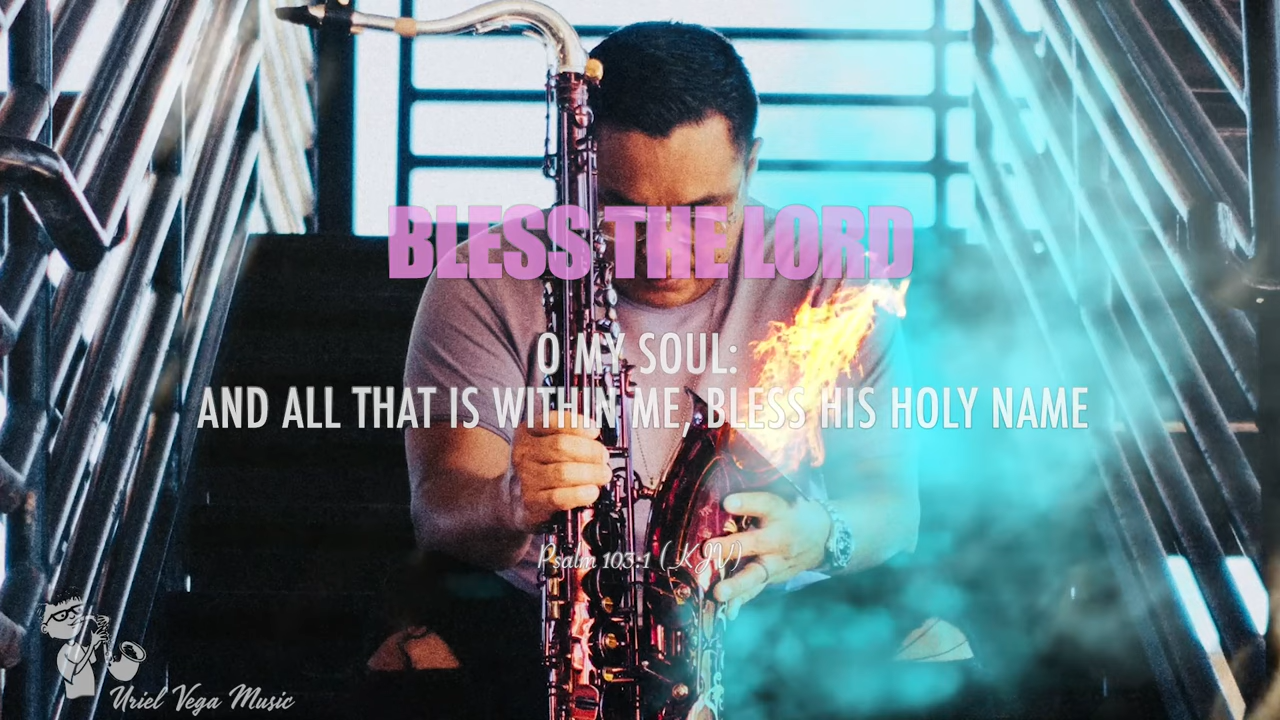 BLESS THE LORD
O MY SOUL:
AND ALL THAT IS WITHIN ME, BLESS HIS HOLY NAME
Psalm 103:1 (KJV)
Uriel Vega Music